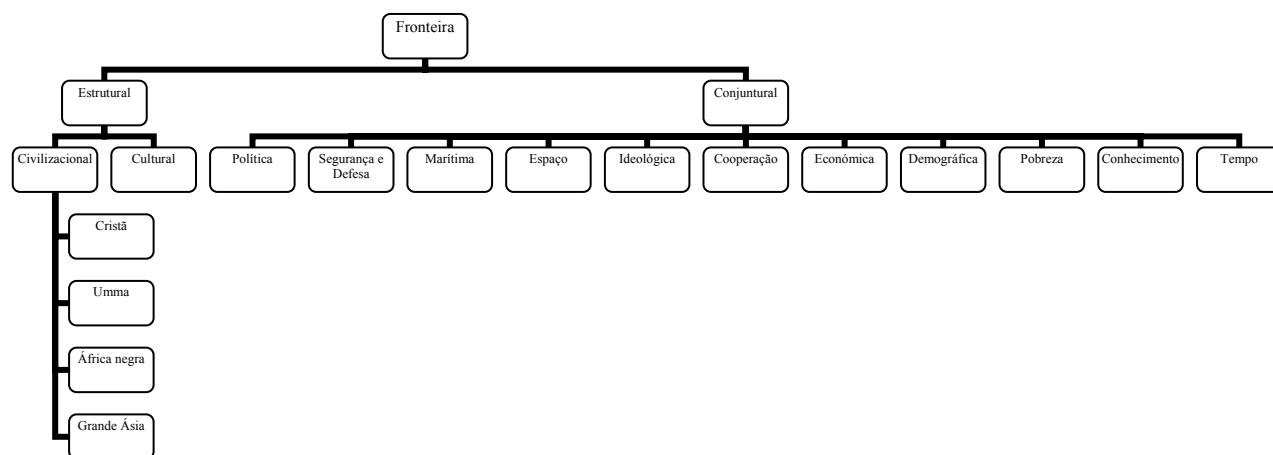 Fronteira
Estrutural
Conjuntural
Civilizacional
Cultural
Política
Segurança e
Defesa
Marítima
Espaço
Ideológica
Cooperação
Económica
Demográfica
Pobreza
Conhecimento
Tempo
Cristã
Umma
África negra
Grande Ásia